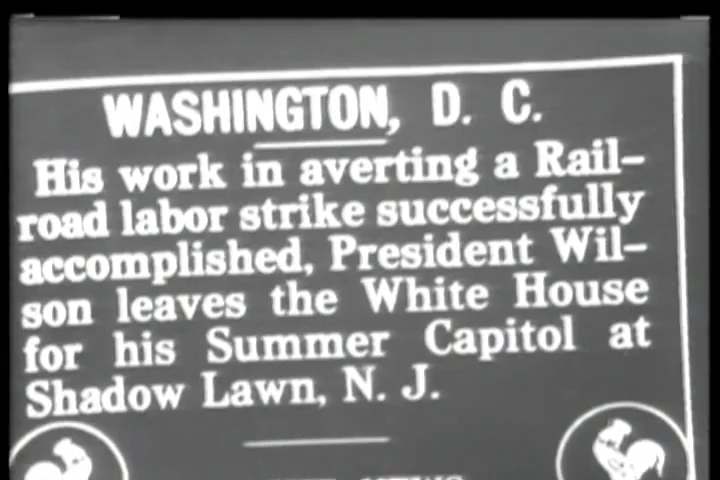 WASHINGTON, D. C.
His work in averting a Rail-
road labor strike successfully
accomplished, President Wil-
son leaves the White House
for his Summer Capitol at
Shadow Lawn, N. J.